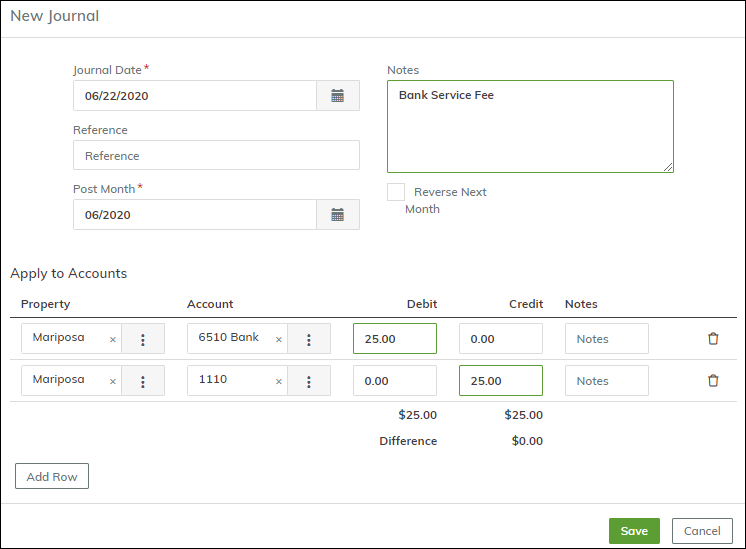 New Journal
Journal Date *
06/22/2020
Reference
Reference
Post Month *
06/2020
Notes
Bank Service Fee
Reverse Next
Month
Apply to Accounts
Property Account Debit Credit Notes
Mariposa × 6510 Bank × 25.00 0.00 Notes
Mariposa × 1110 × 0.00 25.00 Notes
$25.00 $25.00
Difference $0.00
Add Row
Save Cancel